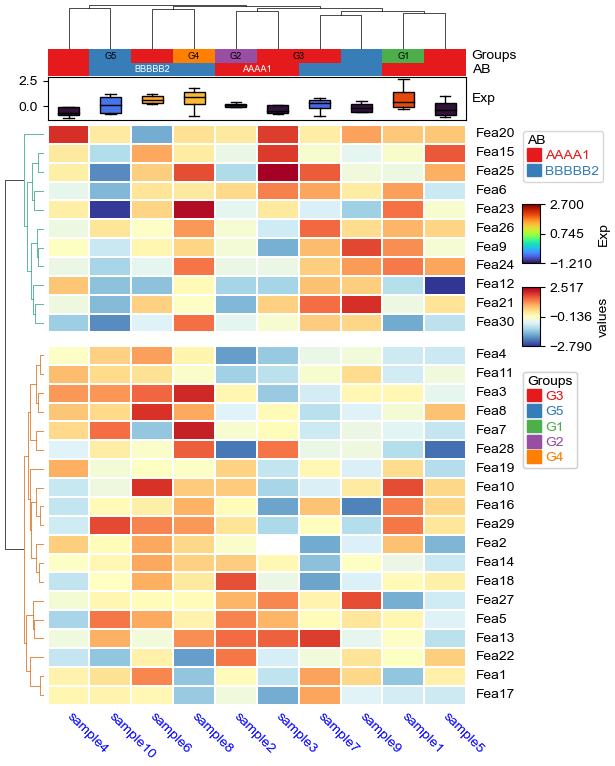 G5 G4 G2 G3 G1 Groups
BBBBB2 AAAA1 AB
2.5
0.0
Exp
Fea20
Fea15
Fea25
Fea6
Fea23
Fea26
Fea9
Fea24
Fea12
Fea21
Fea30
Fea4
Fea11
Fea3
Fea8
Fea7
Fea28
Fea19
Fea10
Fea16
Fea29
Fea2
Fea14
Fea18
Fea27
Fea5
Fea13
Fea22
Fea1
Fea17
sample4
sample10
sample6
sample8
sample2
sample3
sample7
sample9
sample1
sample5
AB
AAAA1
BBBBB2
2.700
0.745
-1.210
Exp
2.517
-0.136
-2.790
values
Groups
G3
G5
G1
G2
G4